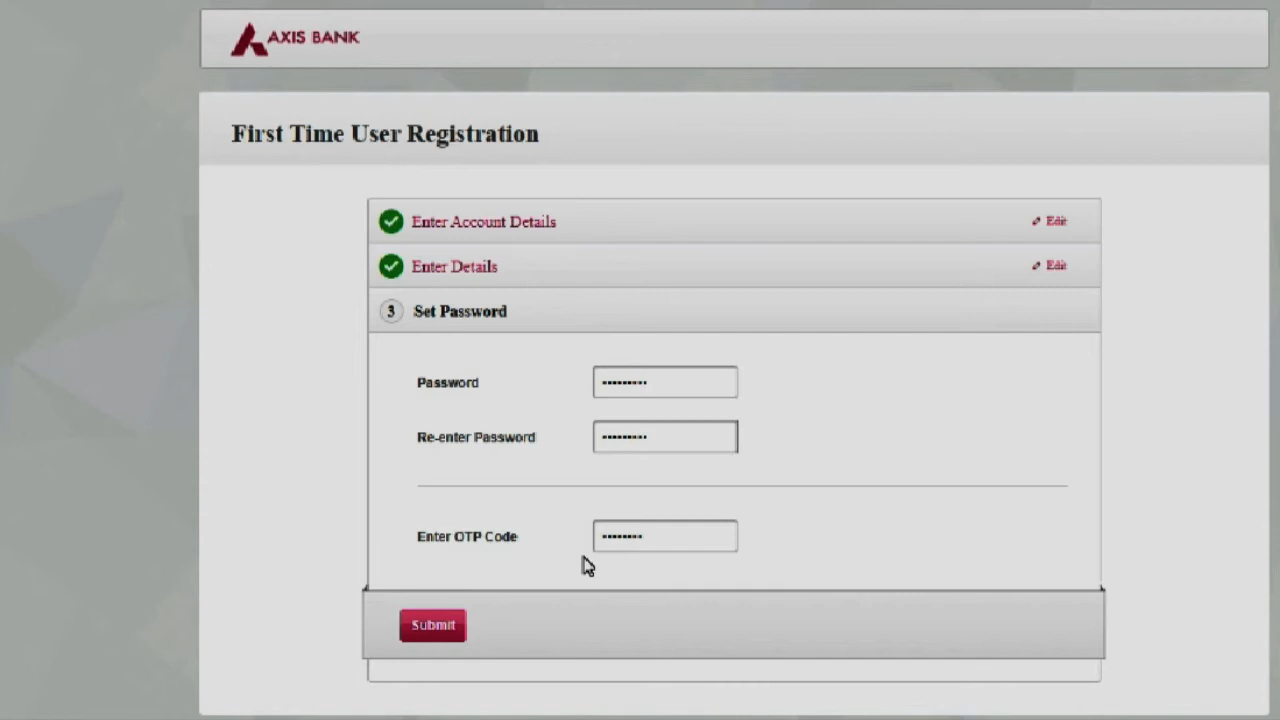 AXIS BANK
First Time User Registration
Enter Account Details Edit
Enter Details Edit
3 Set Password
Password •••••••••
Re-enter Password •••••••••
Enter OTP Code ••••••••
Submit